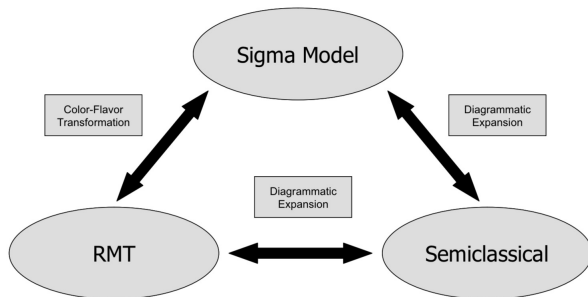 Sigma Model
Color-Flavor
Transformation
Diagrammatic
Expansion
Diagrammatic
Expansion
RMT
Semiclassical